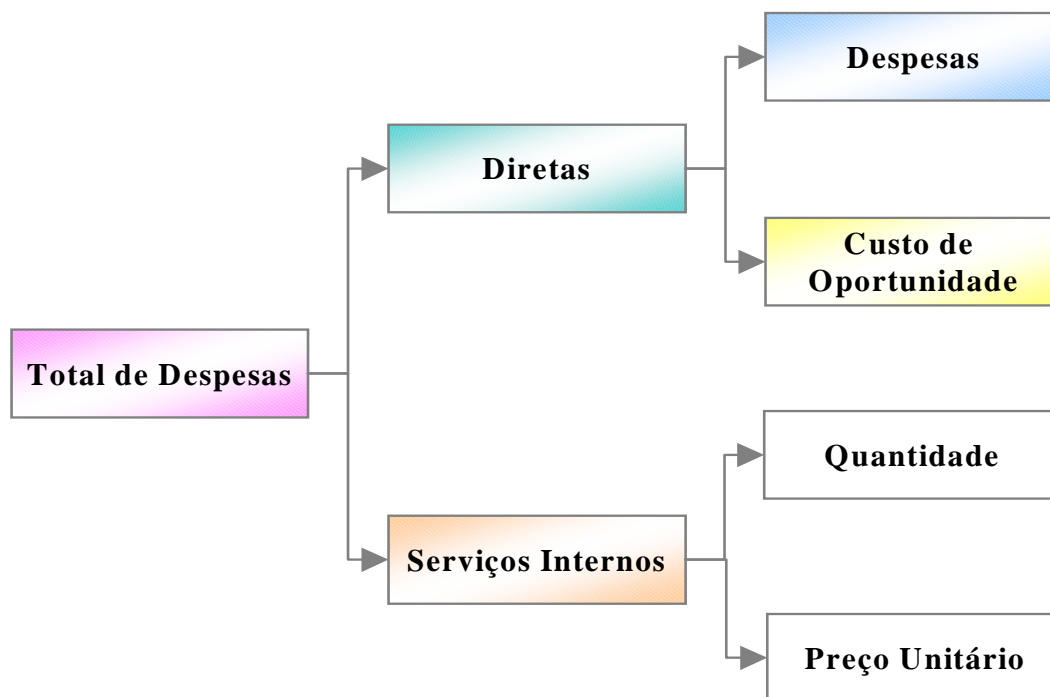 Despesas
Diretas
Custo de
Oportunidade
Total de Despesas
Quantidade
Serviços Internos
Preço Unitário